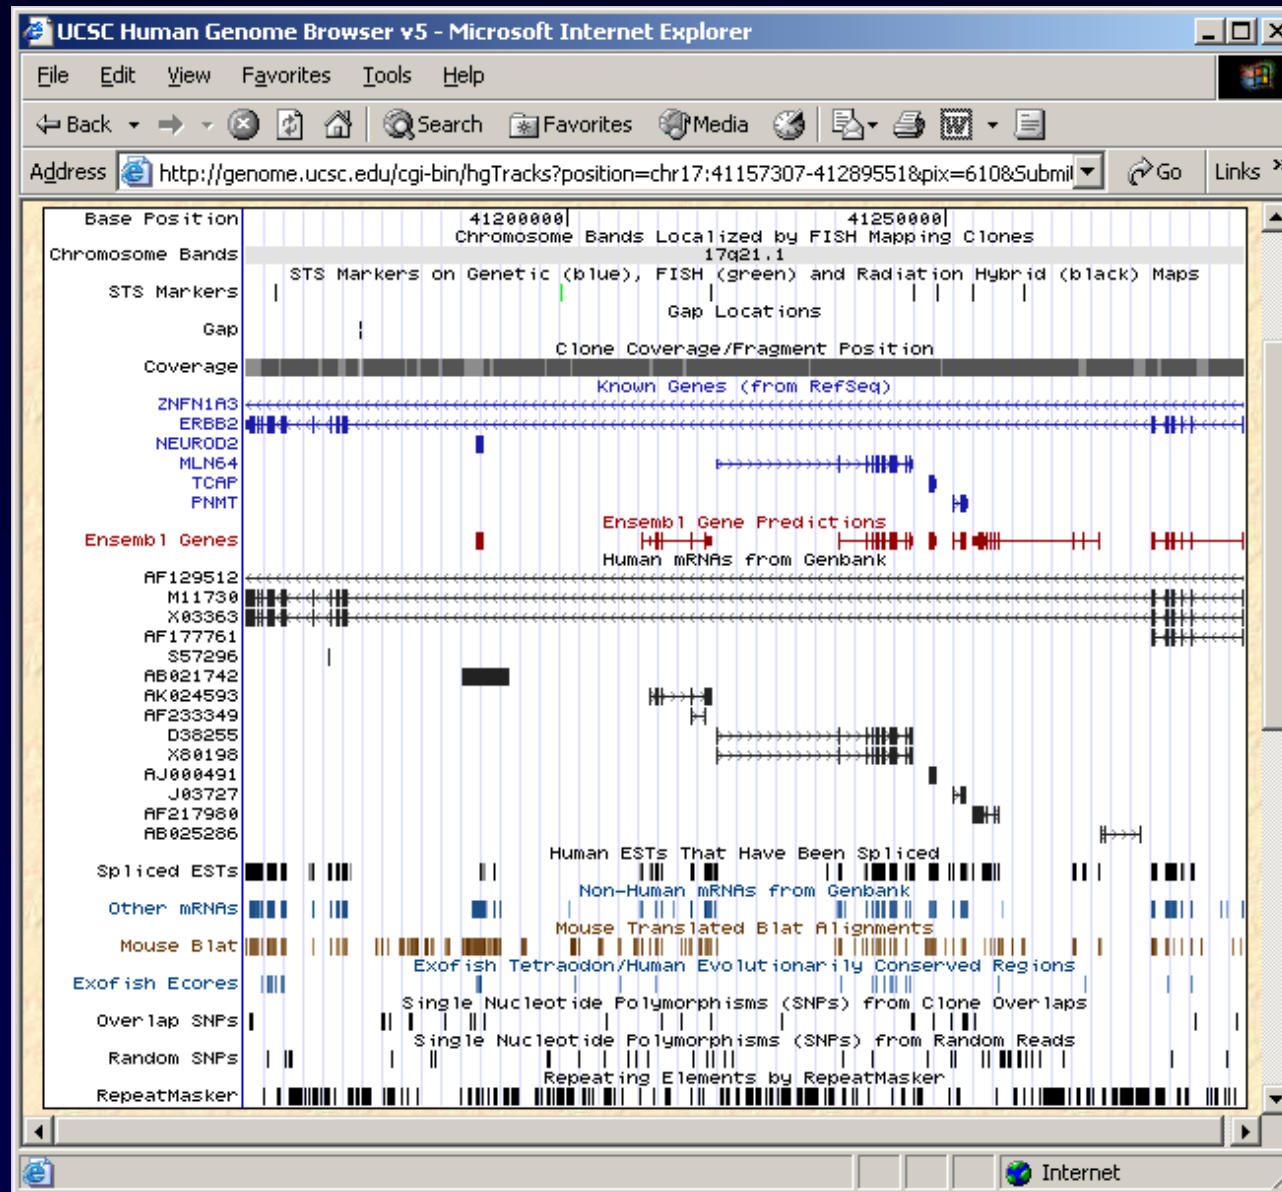 UCSC Human Genome Browser v5 - Microsoft Internet Explorer
File Edit View Favorites Tools Help
Back Search Favorites Media
Address http://genome.ucsc.edu/cgi-bin/hgTracks?position=chr17:41157307-41289551&pix=610&Submi Go Links »
Base Position 41200000| 41250000|
Chromosome Bands Localized by FISH Mapping Clones
Chromosome Bands 17q21.1
STS Markers on Genetic (blue), FISH (green) and Radiation Hybrid (black) Maps
STS Markers
Gap Locations
Gap
Clone Coverage/Fragment Position
Coverage
Known Genes (from RefSeq)
ZNFN1A3
ERBB2
NEUROD2
MLN64
TCAP
PNMT
Ensembl Gene Predictions
Ensembl Genes
Human mRNAs from Genbank
AF129512
M11730
X03363
AF177761
S57296
AB021742
AK024593
AF233349
D38255
X80198
AJ000491
J03727
AF217980
AB025286
Human ESTs That Have Been Spliced
Spliced ESTs
Non-Human mRNAs from Genbank
Other mRNAs
Mouse Translated Blat Alignments
Mouse Blat
Exofish Tetraodon/Human Evolutionarily Conserved Regions
Exofish Ecores
Single Nucleotide Polymorphisms (SNPs) from Clone Overlaps
Overlap SNPs
Single Nucleotide Polymorphisms (SNPs) from Random Reads
Random SNPs
Repeating Elements by RepeatMasker
RepeatMasker
Internet